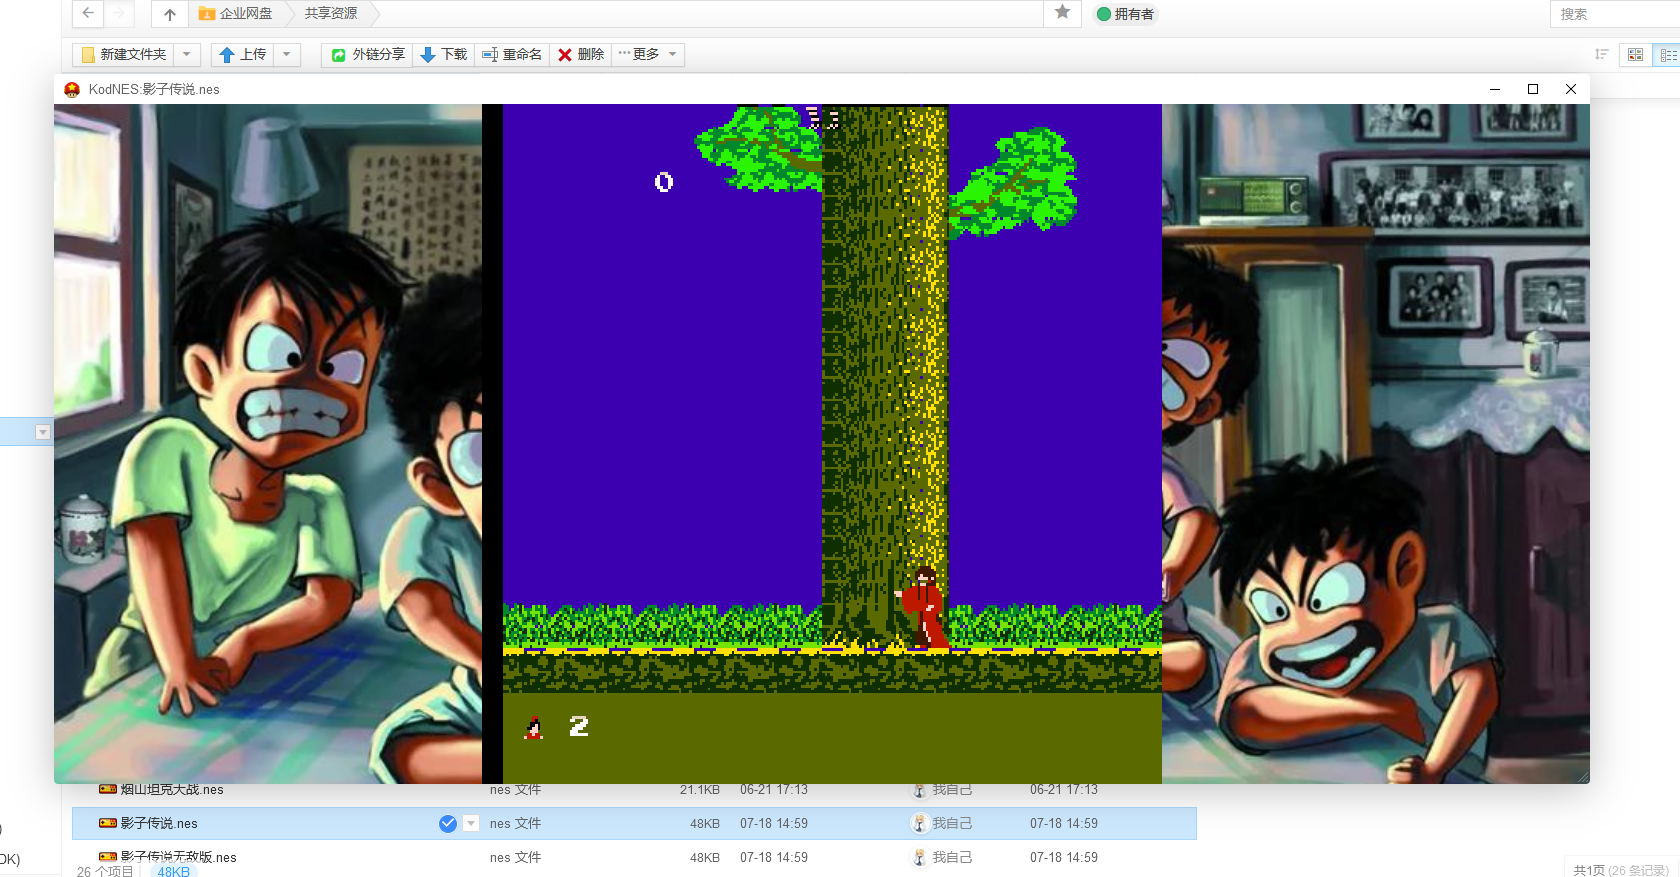 企业网盘 共享资源 拥有者 搜索
新建文件夹 上传 外链分享 下载 重命名 删除 ···更多
KodNES:影子传说.nes
0
2
烟山坦克大战.nes nes 文件 21.1KB 06-21 17:13 我自己 06-21 17:13
影子传说.nes nes 文件 48KB 07-18 14:59 我自己 07-18 14:59
)
影子传说无敌版.nes nes 文件 48KB 07-18 14:59 我自己 07-18 14:59
DK)
26 个项目 48KB 共1页 (26 条记录)